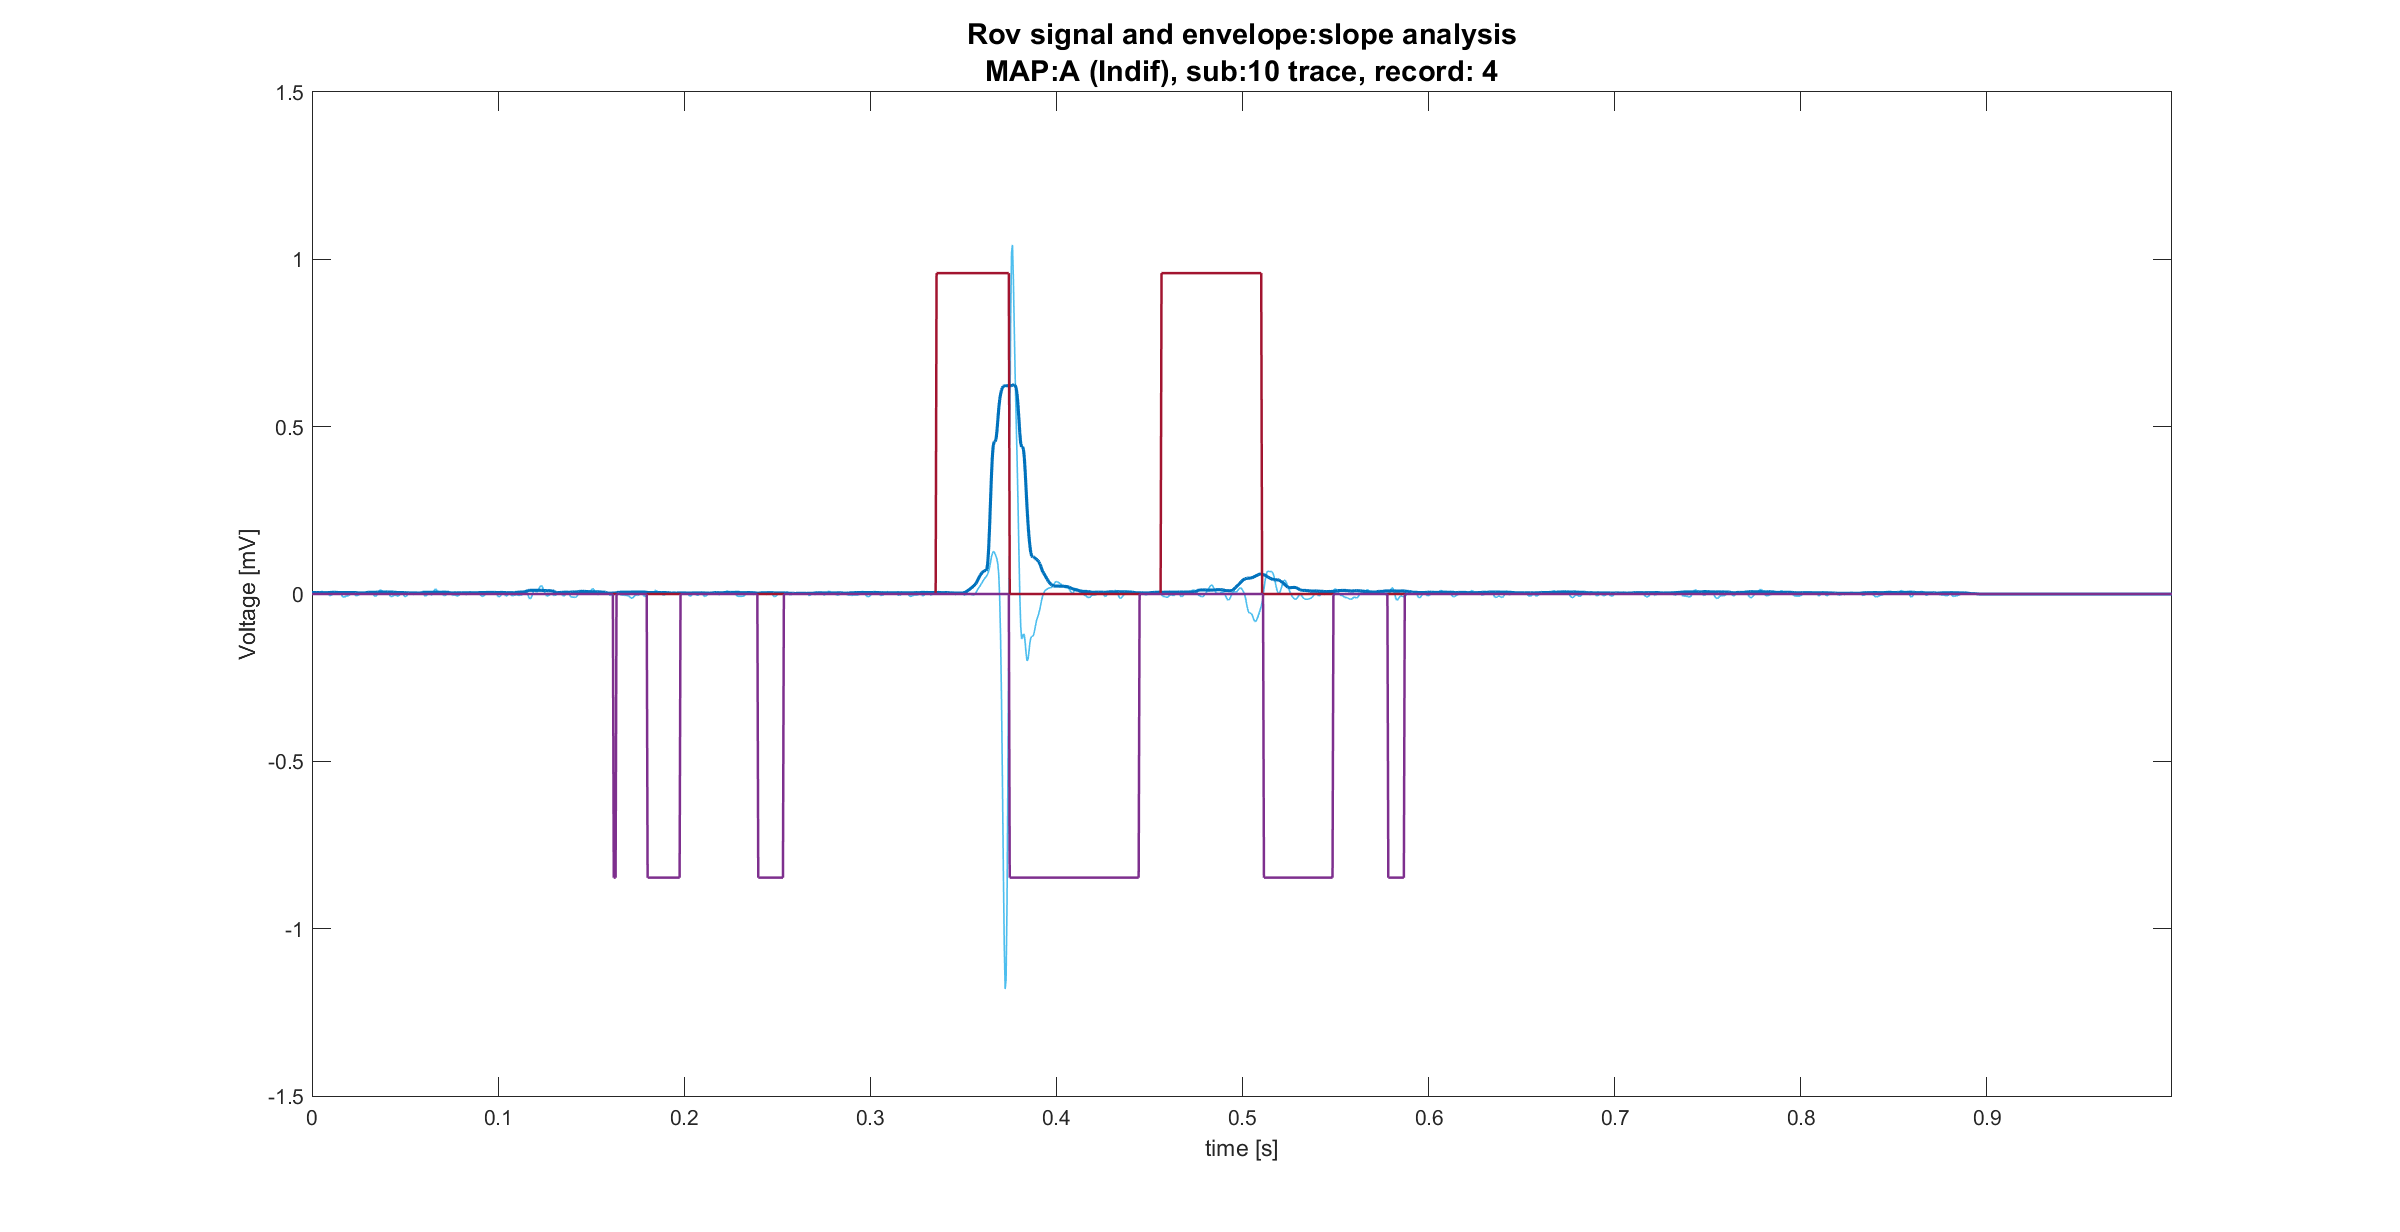 Rov signal and envelope:slope analysis
MAP:A (Indif), sub:10 trace, record: 4
1.5
1
0.5
0
-0.5
-1
-1.5
Voltage [mV]
0 0.1 0.2 0.3 0.4 0.5 0.6 0.7 0.8 0.9
time [s]